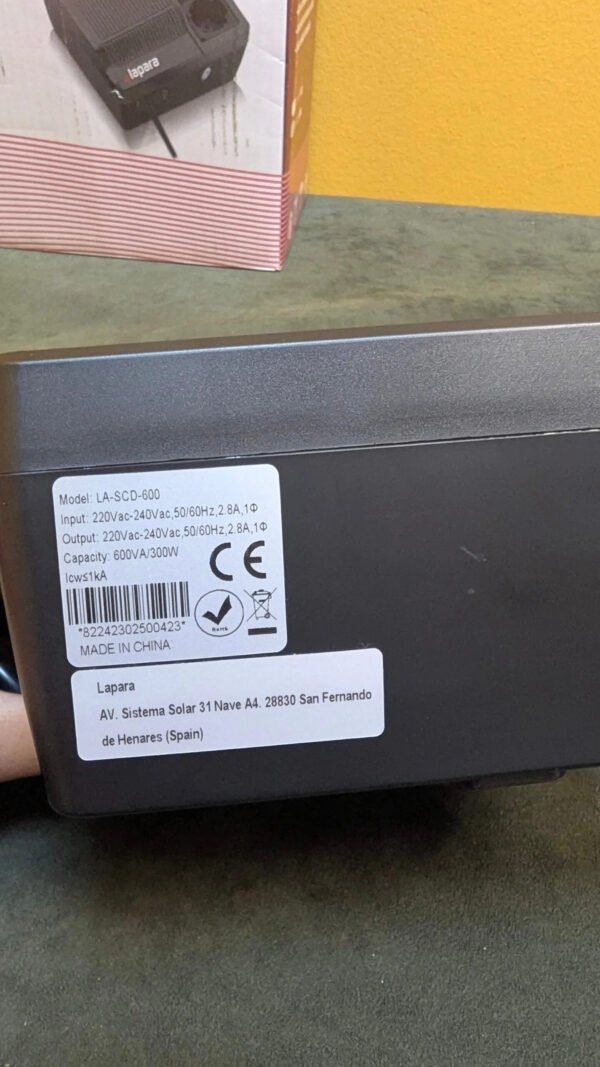 lapara
Model: LA-SCD-600
Input: 220Vac-240Vac,50/60Hz,2.8A,1Φ
Output: 220Vac-240Vac,50/60Hz,2.8A,1Φ
Capacity: 600VA/300W
Icw≤1kA
CE
*82242302500423*
RoHS
MADE IN CHINA
Lapara
AV. Sistema Solar 31 Nave A4. 28830 San Fernando
de Henares (Spain)